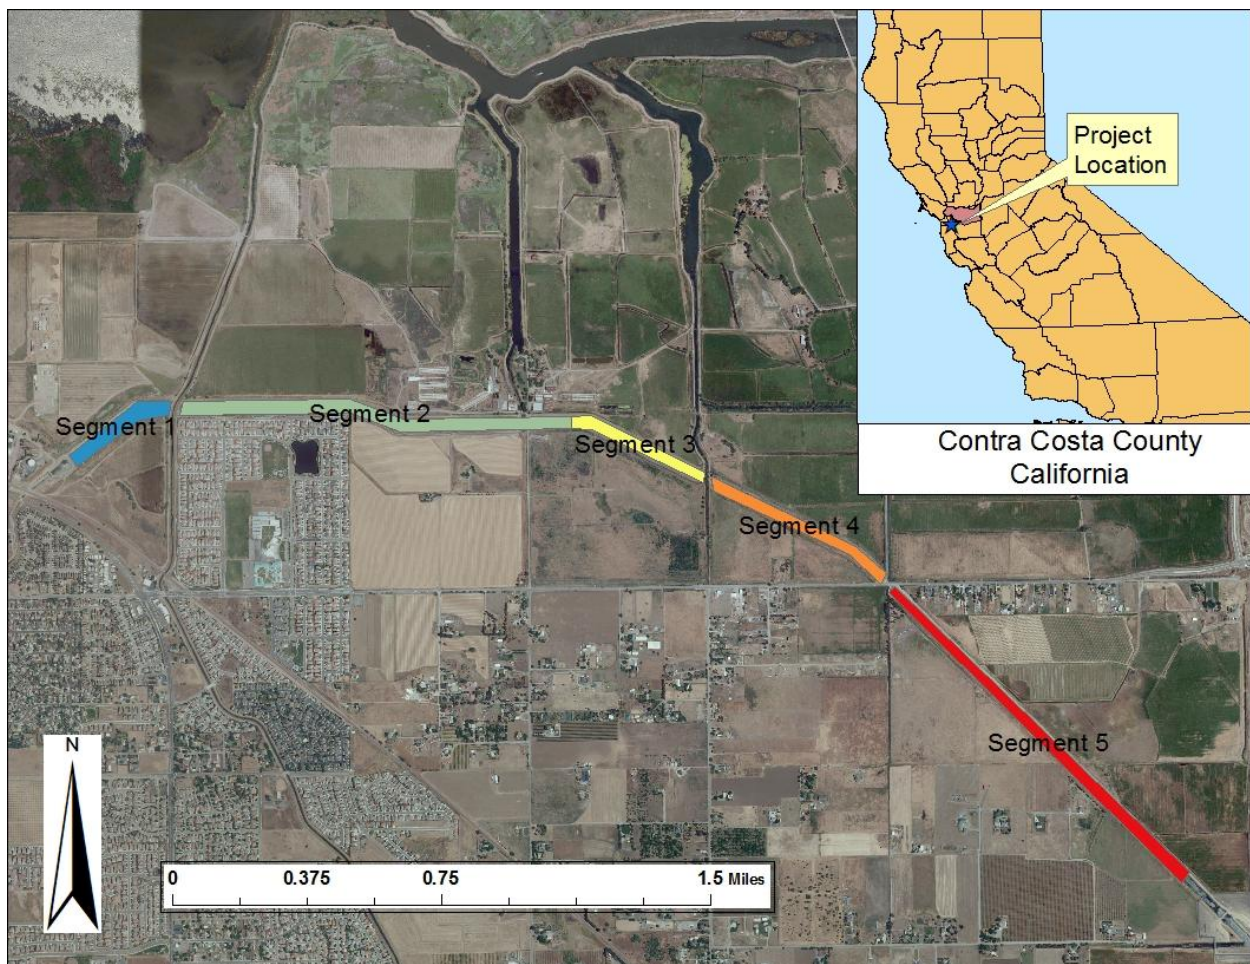 Project
Location
Contra Costa County
California
Segment 1
Segment 2
Segment 3
Segment 4
Segment 5
N
0 0.375 0.75 1.5 Miles